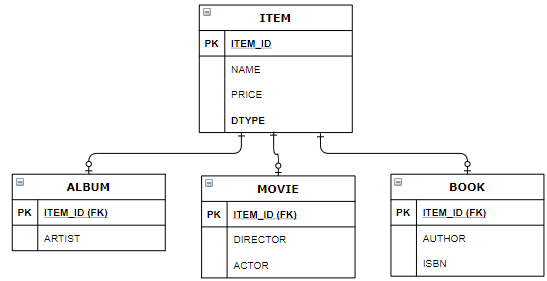 ITEM
PK ITEM_ID
NAME
PRICE
DTYPE
ALBUM
PK ITEM_ID (FK)
ARTIST
MOVIE
PK ITEM_ID (FK)
DIRECTOR
ACTOR
BOOK
PK ITEM_ID (FK)
AUTHOR
ISBN